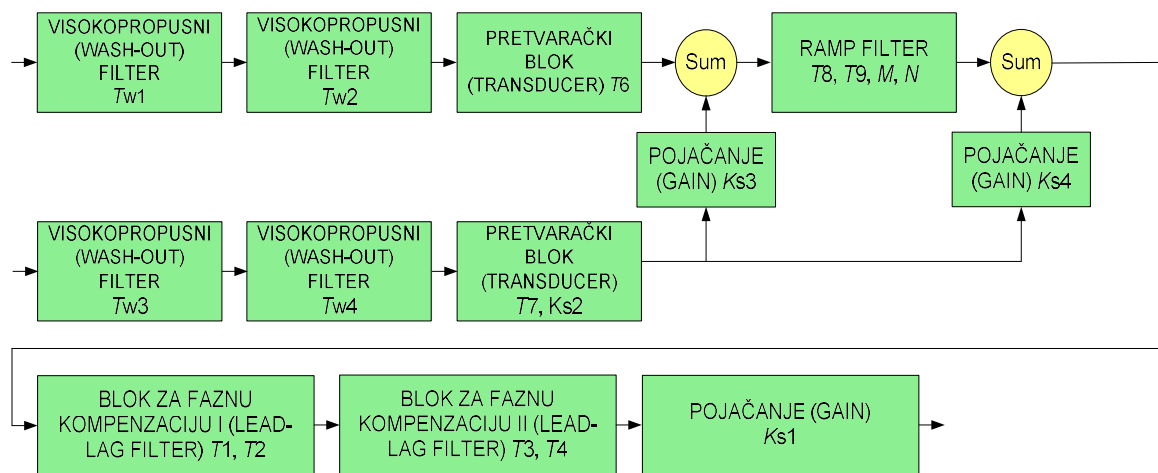 VISOKOPROPUSNI
(WASH-OUT)
FILTER
Tw1
VISOKOPROPUSNI
(WASH-OUT)
FILTER
Tw2
PRETVARAČKI
BLOK
(TRANSDUCER) T6
Sum
RAMP FILTER
T8, T9, M, N
Sum
POJAČANJE
(GAIN) Ks3
POJAČANJE
(GAIN) Ks4
VISOKOPROPUSNI
(WASH-OUT)
FILTER
Tw3
VISOKOPROPUSNI
(WASH-OUT)
FILTER
Tw4
PRETVARAČKI
BLOK
(TRANSDUCER)
T7, Ks2
BLOK ZA FAZNU
KOMPENZACIJU I (LEAD-
LAG FILTER) T1, T2
BLOK ZA FAZNU
KOMPENZACIJU II (LEAD-
LAG FILTER) T3, T4
POJAČANJE (GAIN)
Ks1